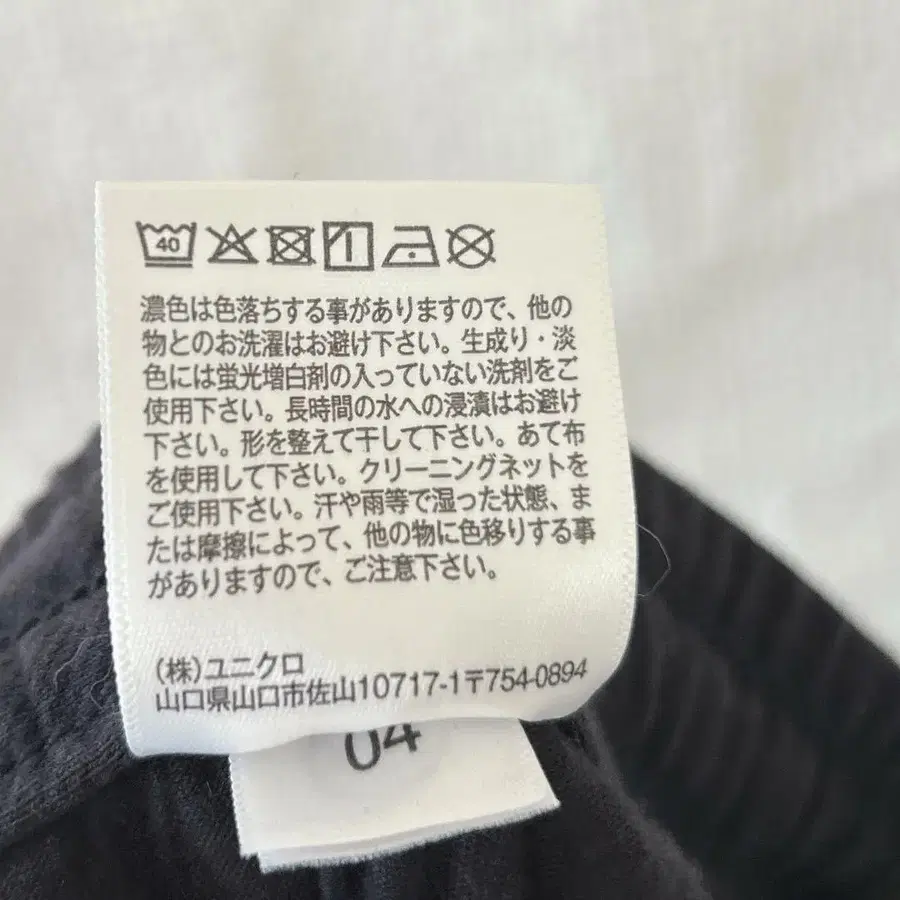 40
濃色は色落ちする事がありますので、他の
物とのお洗濯はお避け下さい。生成り・淡
色には蛍光増白剤の入っていない洗剤をご
使用下さい。長時間の水への浸漬はお避け
下さい。形を整えて干して下さい。あて布
を使用して下さい。クリーニングネットを
ご使用下さい。汗や雨等で湿った状態、ま
たは摩擦によって、他の物に色移りする事
がありますので、ご注意下さい。
(株)ユニクロ
山口県山口市佐山10717-1〒754-0894
04